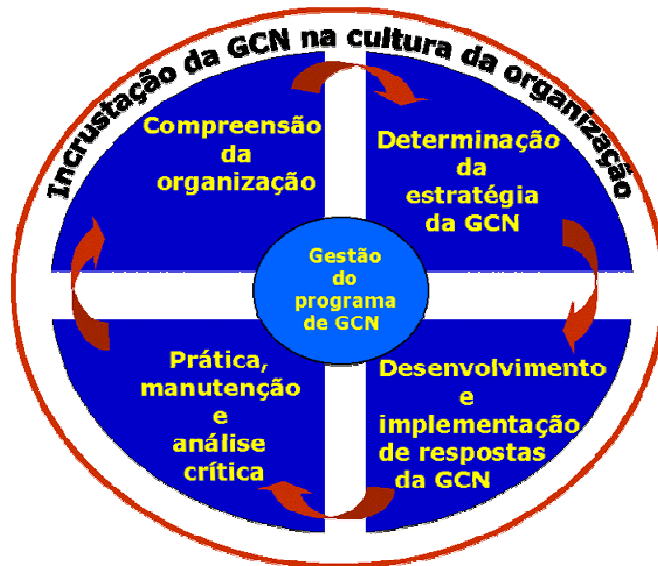 Incrustação da GCN na cultura da organização
Compreensão
da
organização
Determinação
da
estratégia
da GCN
Gestão
do
programa
de GCN
Prática,
manutenção
e
análise
crítica
Desenvolvimento
e
implementação
de respostas
da GCN